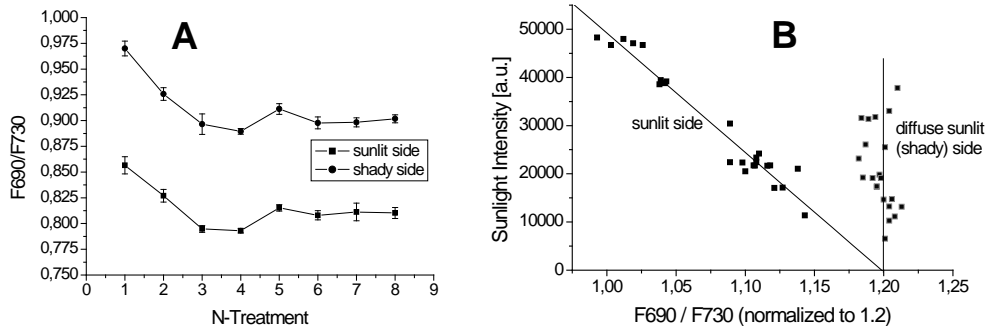 A
1,000
0,975
0,950
0,925
0,900
0,875
0,850
0,825
0,800
0,775
0,750
F690/F730
sunlit side
shady side
0 1 2 3 4 5 6 7 8 9
N-Treatment
B
50000
40000
30000
20000
10000
0
Sunlight Intensity [a.u.]
sunlit side
diffuse sunlit
(shady) side
1,00 1,05 1,10 1,15 1,20 1,25
F690 / F730 (normalized to 1.2)